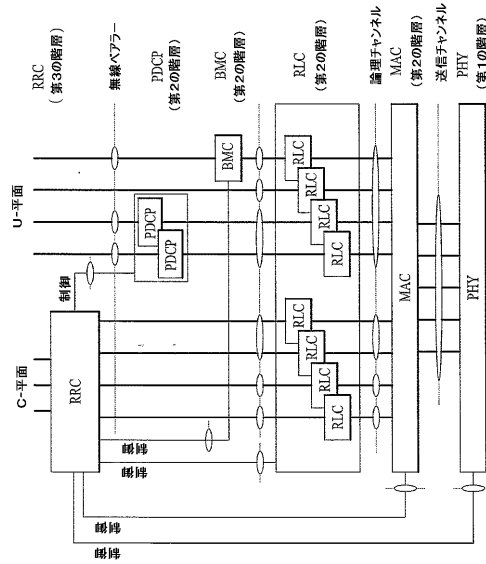 C-平面
U-平面
RRC
(第3の階層)
無線ベアラー
PDCP
(第2の階層)
BMC
(第2の階層)
RLC
(第2の階層)
論理チャンネル
MAC
(第2の階層)
送信チャンネル
PHY
(第1の階層)
RRC
制御
PDCP
PDCP
BMC
制御
制御
制御
制御
RLC
RLC
RLC
RLC
RLC
RLC
RLC
RLC
MAC
PHY